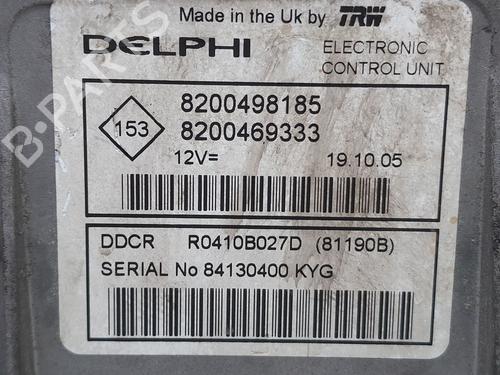 Made in the Uk by TRW
DELPHI
ELECTRONIC
CONTROL UNIT
153
8200498185
8200469333
12V=
19.10.05
DDCR R0410B027D (81190B)
SERIAL No 84130400 KYG
B-PARTS